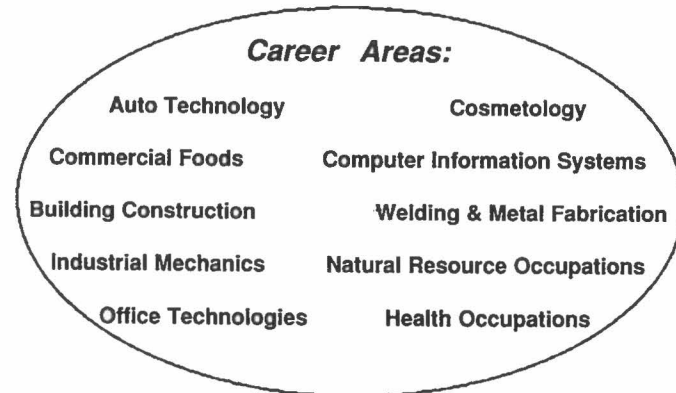 Career Areas:
Auto Technology Cosmetology
Commercial Foods Computer Information Systems
Building Construction Welding & Metal Fabrication
Industrial Mechanics Natural Resource Occupations
Office Technologies Health Occupations